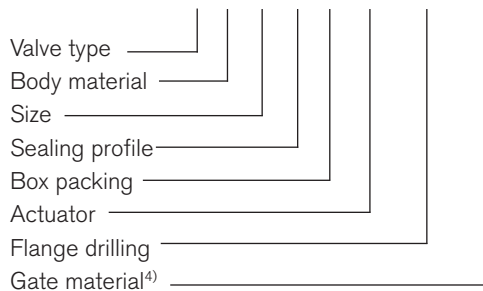 Valve type
Body material
Size
Sealing profile
Box packing
Actuator
Flange drilling
Gate material⁴⁾